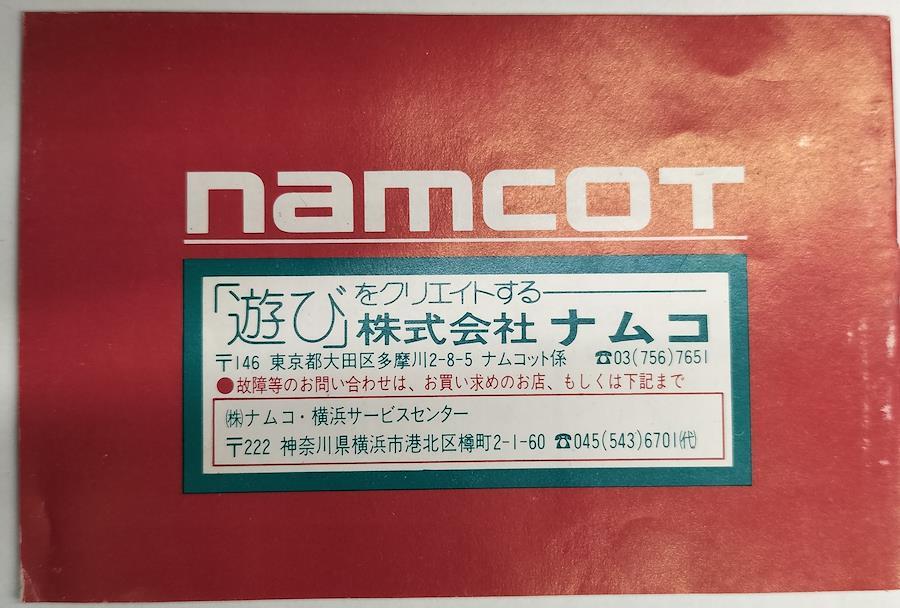 namcot
「遊び」をクリエイトする――
株式会社 ナムコ
〒146 東京都大田区多摩川2-8-5 ナムコット係 ☎03(756)7651
●故障等のお問い合わせは、お買い求めのお店、もしくは下記まで
㈱ナムコ・横浜サービスセンター
〒222 神奈川県横浜市港北区樽町2-1-60 ☎045(543)6701㈹